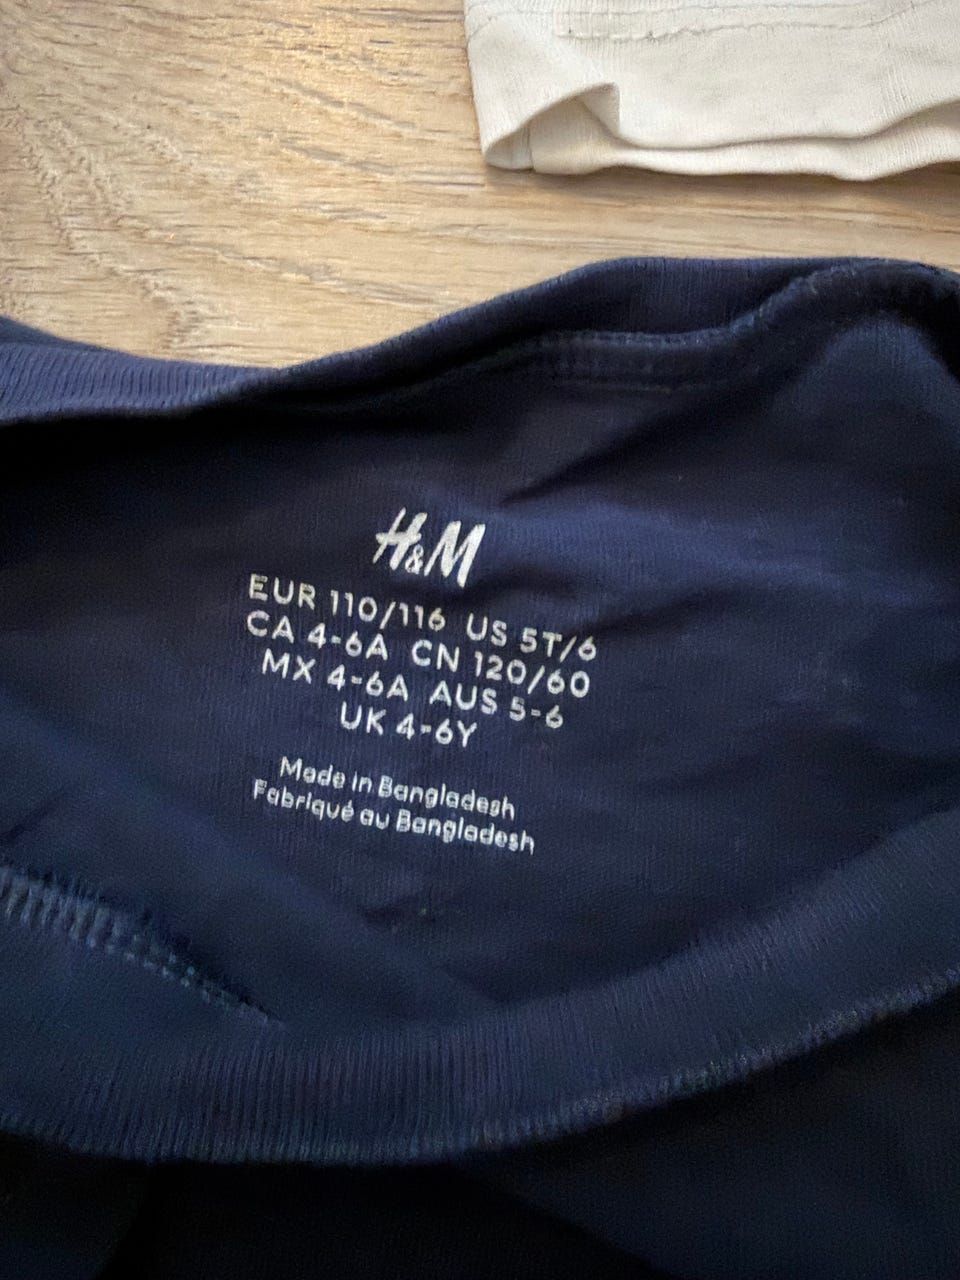 H&M
EUR 110/116 US 5T/6
CA 4-6A CN 120/60
MX 4-6A AUS 5-6
UK 4-6Y
Made in Bangladesh
Fabriqué au Bangladesh